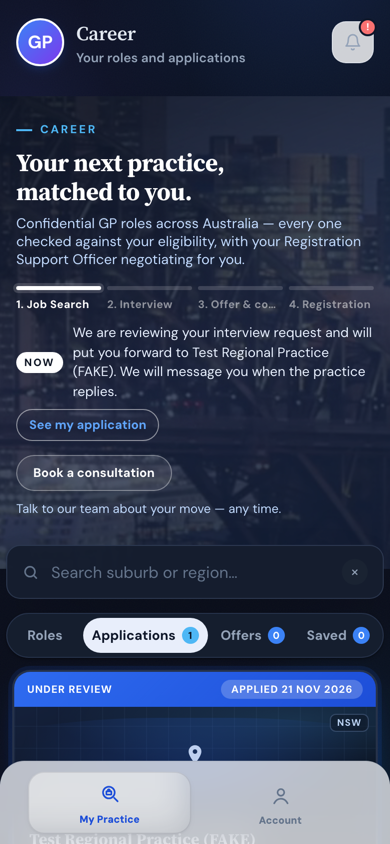 GP
Career
Your roles and applications
!
CAREER
Your next practice,
matched to you.
Confidential GP roles across Australia — every one
checked against your eligibility, with your Registration
Support Officer negotiating for you.
1. Job Search
2. Interview
3. Offer & co...
4. Registration
NOW
We are reviewing your interview request and will
put you forward to Test Regional Practice
(FAKE). We will message you when the practice
replies.
See my application
Book a consultation
Talk to our team about your move — any time.
Search suburb or region...
×
Roles
Applications 1
Offers 0
Saved 0
UNDER REVIEW
APPLIED 21 NOV 2026
NSW
My Practice
Account
Test Regional Practice (FAKE)